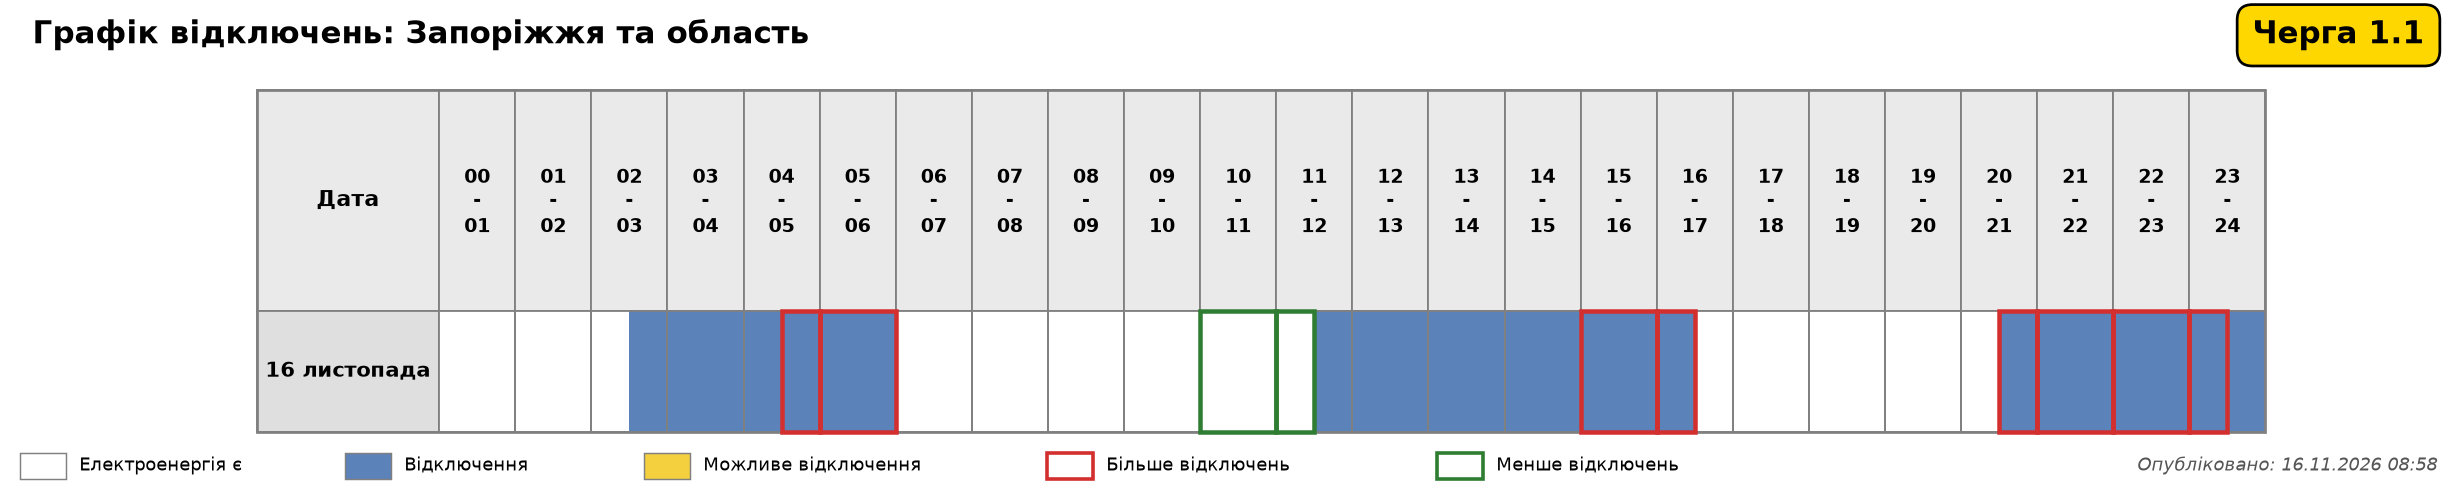 Графік відключень: Запоріжжя та область
Черга 1.1
Дата
00 - 01
01 - 02
02 - 03
03 - 04
04 - 05
05 - 06
06 - 07
07 - 08
08 - 09
09 - 10
10 - 11
11 - 12
12 - 13
13 - 14
14 - 15
15 - 16
16 - 17
17 - 18
18 - 19
19 - 20
20 - 21
21 - 22
22 - 23
23 - 24
16 листопада
Електроенергія є
Відключення
Можливе відключення
Більше відключень
Менше відключень
Опубліковано: 16.11.2026 08:58